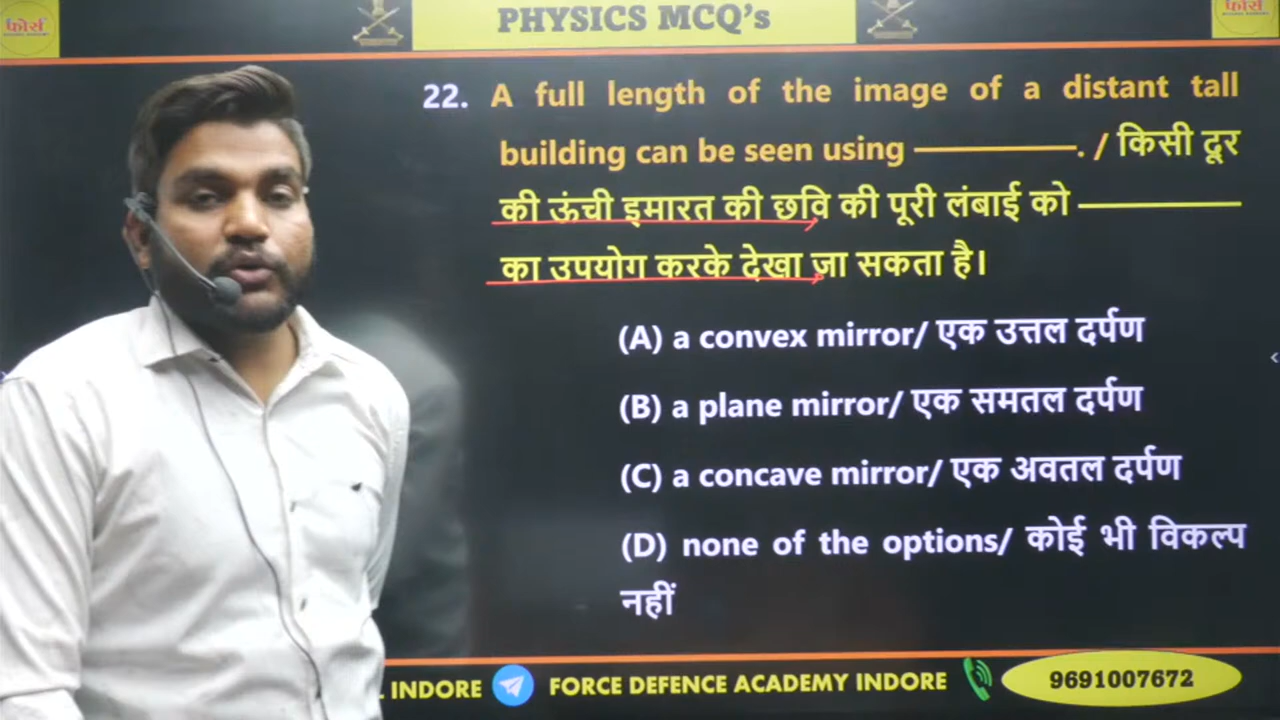 फोर्स
PHYSICS MCQ's
फोर्स
22. A full length of the image of a distant tall
building can be seen using ————. / किसी दूर
की ऊंची इमारत की छवि की पूरी लंबाई को ————
का उपयोग करके देखा जा सकता है।
(A) a convex mirror/ एक उत्तल दर्पण
(B) a plane mirror/ एक समतल दर्पण
(C) a concave mirror/ एक अवतल दर्पण
(D) none of the options/ कोई भी विकल्प
नहीं
L INDORE FORCE DEFENCE ACADEMY INDORE 9691007672